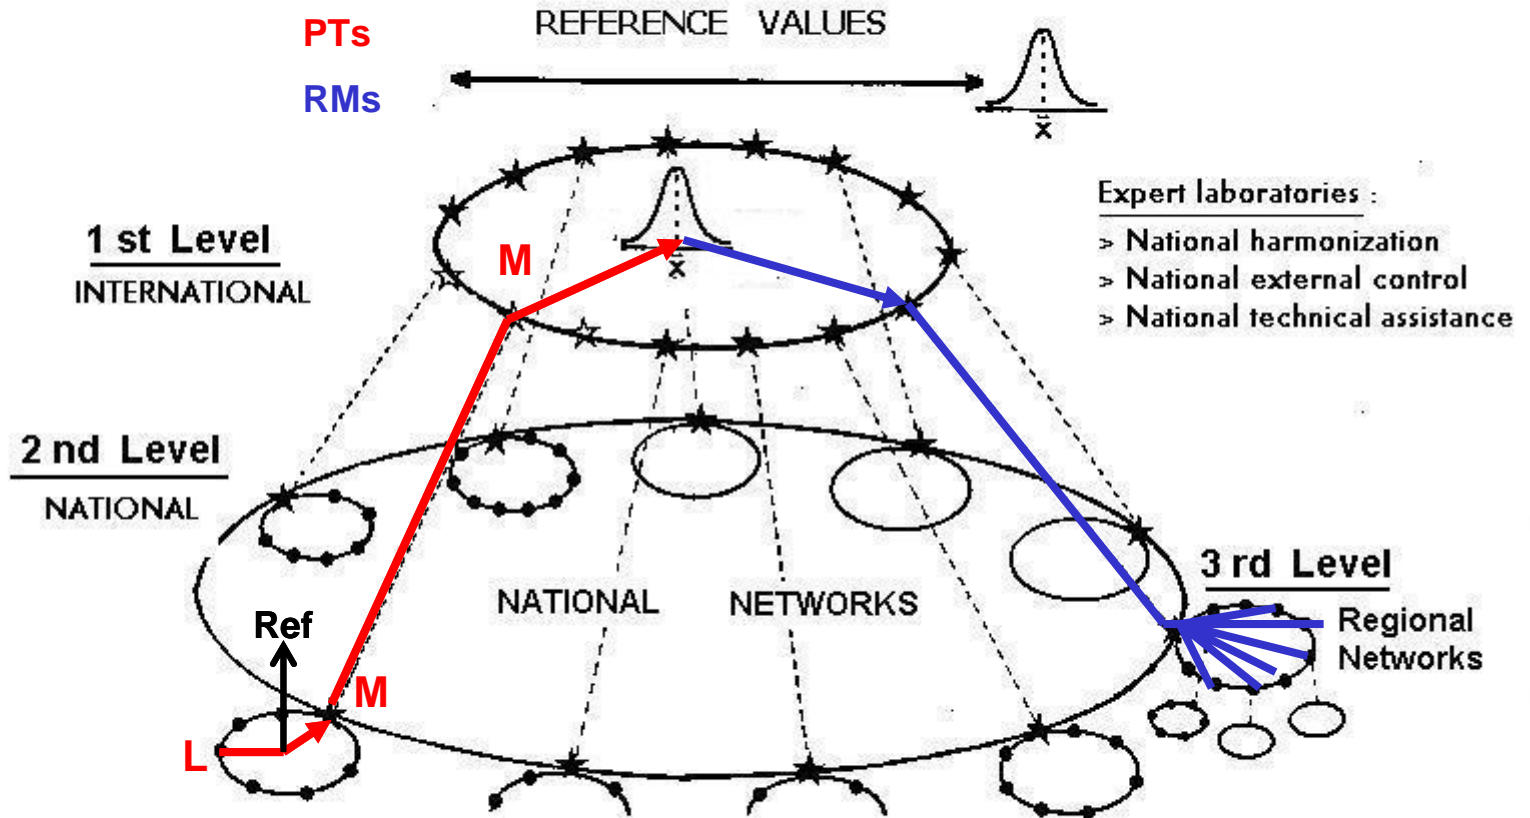 PTs
REFERENCE VALUES
RMs
x
1 st Level
INTERNATIONAL
M
x
Expert laboratories :
> National harmonization
> National external control
> National technical assistance
2 nd Level
NATIONAL
NATIONAL NETWORKS
3 rd Level
Regional
Networks
Ref
M
L